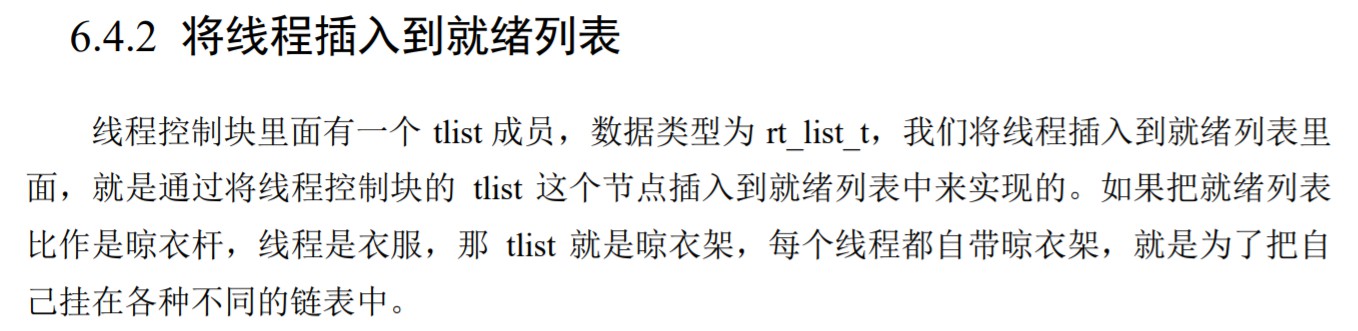 6.4.2 将线程插入到就绪列表
线程控制块里面有一个 tlist 成员，数据类型为 rt_list_t，我们将线程插入到就绪列表里
面，就是通过将线程控制块的 tlist 这个节点插入到就绪列表中来实现的。如果把就绪列表
比作是晾衣杆，线程是衣服，那 tlist 就是晾衣架，每个线程都自带晾衣架，就是为了把自
己挂在各种不同的链表中。